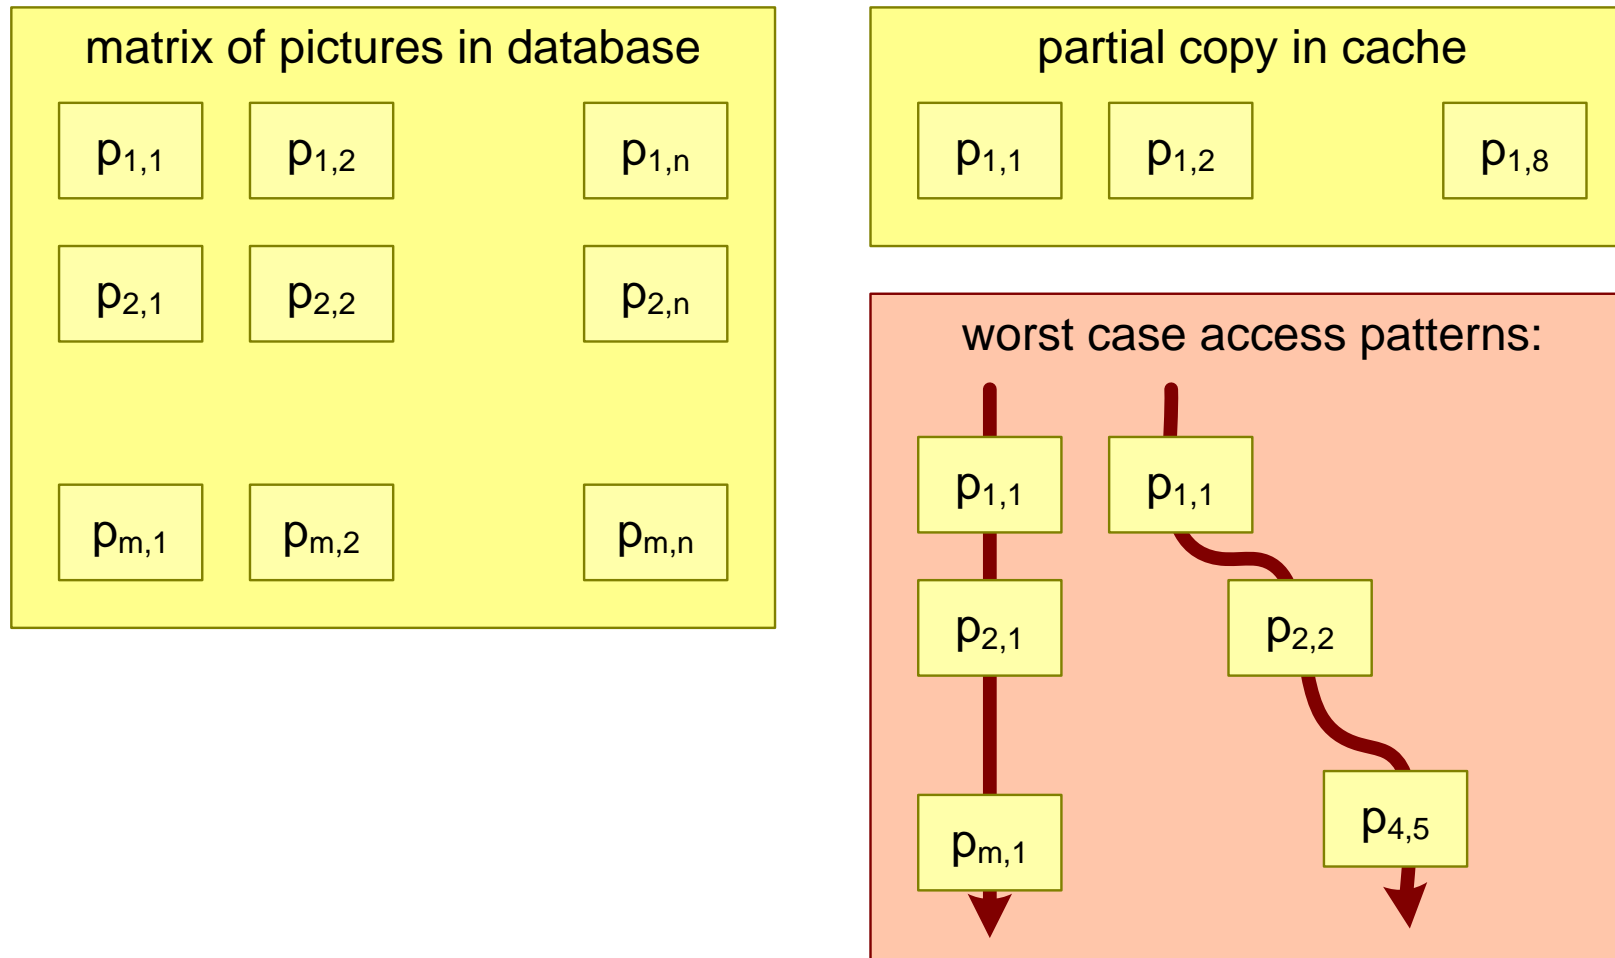 matrix of pictures in database
p1,1 p1,2 p1,n
p2,1 p2,2 p2,n
pm,1 pm,2 pm,n
partial copy in cache
p1,1 p1,2 p1,8
worst case access patterns:
p1,1 p1,1
p2,1 p2,2
pm,1 p4,5